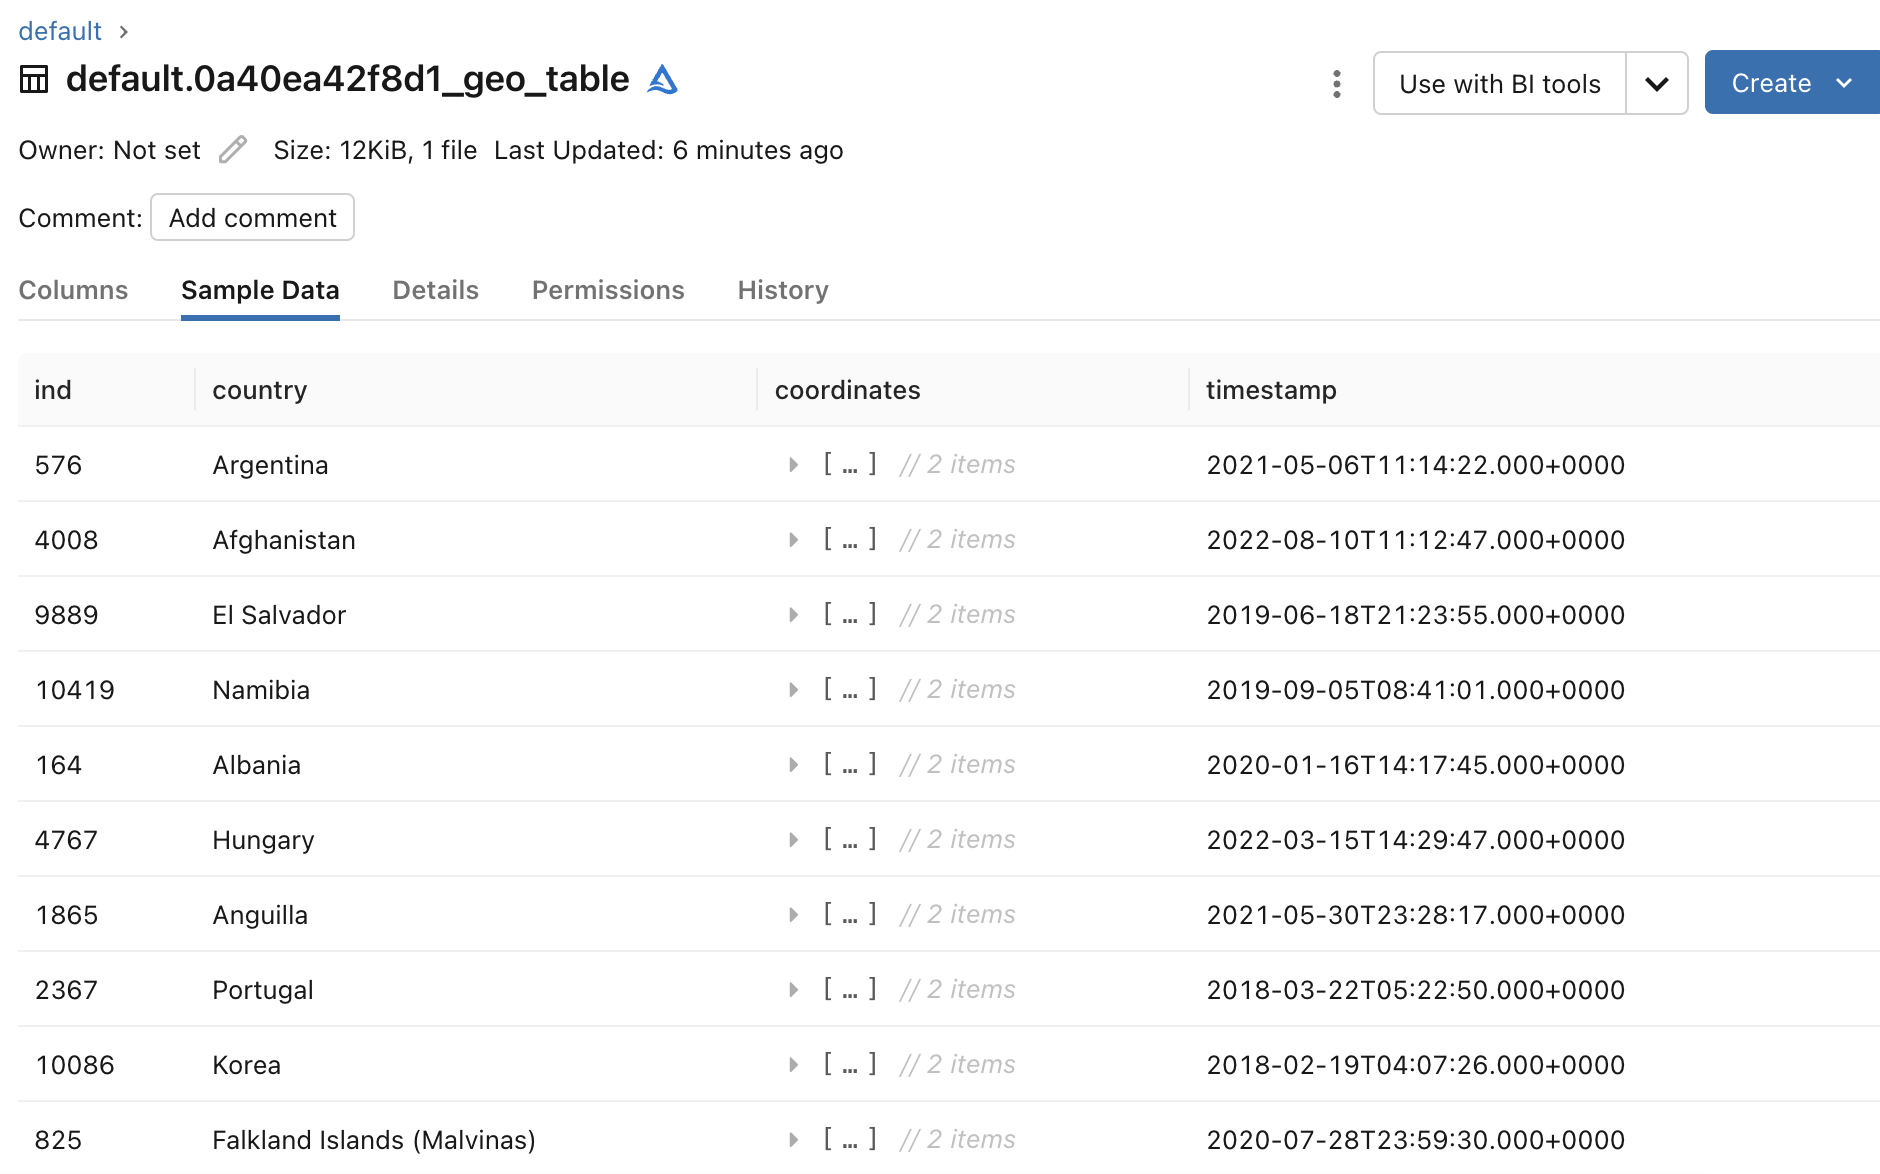 default >
default.0a40ea42f8d1_geo_table
Use with BI tools
Create
Owner: Not set Size: 12KiB, 1 file Last Updated: 6 minutes ago
Comment: Add comment
Columns Sample Data Details Permissions History
ind country coordinates timestamp
576 Argentina [ … ] // 2 items 2021-05-06T11:14:22.000+0000
4008 Afghanistan [ … ] // 2 items 2022-08-10T11:12:47.000+0000
9889 El Salvador [ … ] // 2 items 2019-06-18T21:23:55.000+0000
10419 Namibia [ … ] // 2 items 2019-09-05T08:41:01.000+0000
164 Albania [ … ] // 2 items 2020-01-16T14:17:45.000+0000
4767 Hungary [ … ] // 2 items 2022-03-15T14:29:47.000+0000
1865 Anguilla [ … ] // 2 items 2021-05-30T23:28:17.000+0000
2367 Portugal [ … ] // 2 items 2018-03-22T05:22:50.000+0000
10086 Korea [ … ] // 2 items 2018-02-19T04:07:26.000+0000
825 Falkland Islands (Malvinas) [ … ] // 2 items 2020-07-28T23:59:30.000+0000